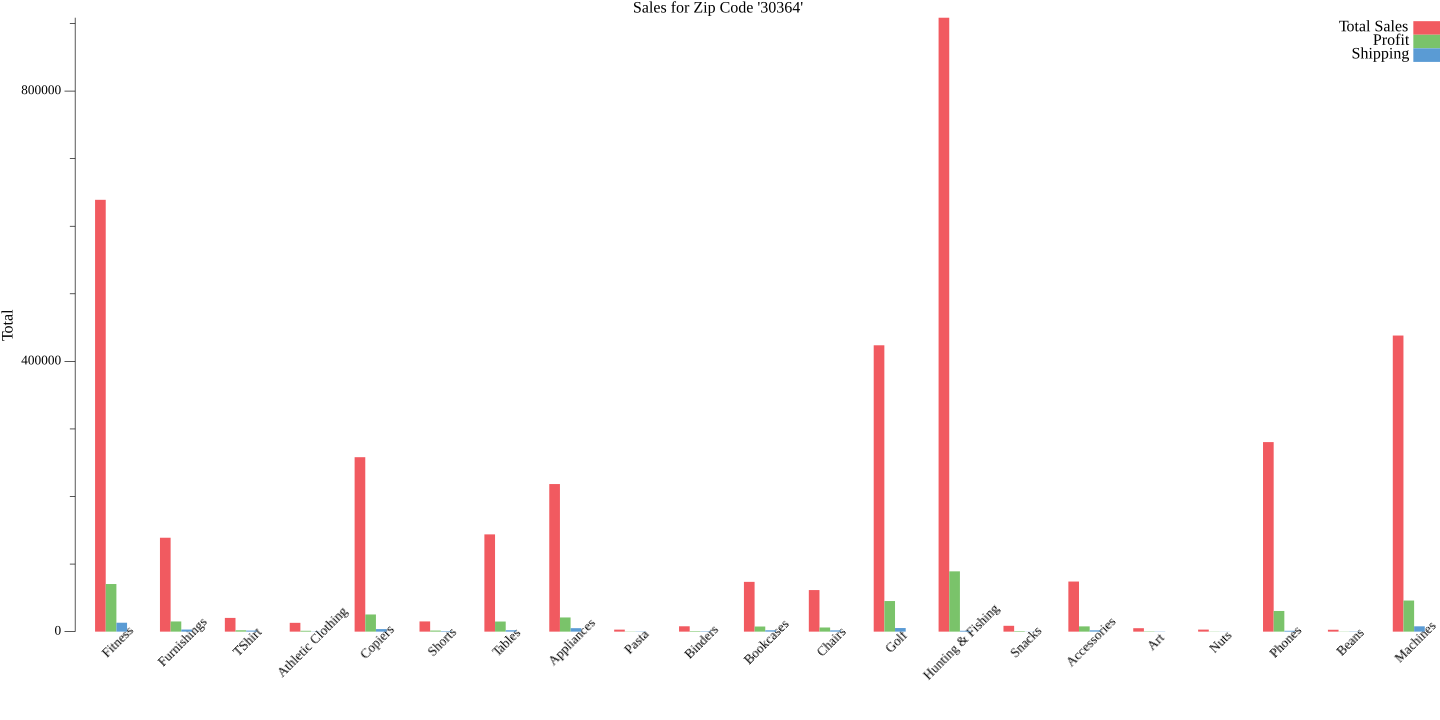 Sales for Zip Code '30364'
Total Sales
Profit
Shipping
800000
400000
0
Total
Fitness
Furnishings
TShirt
Athletic Clothing
Copiers
Shorts
Tables
Appliances
Pasta
Binders
Bookcases
Chairs
Golf
Hunting & Fishing
Snacks
Accessories
Art
Nuts
Phones
Beans
Machines